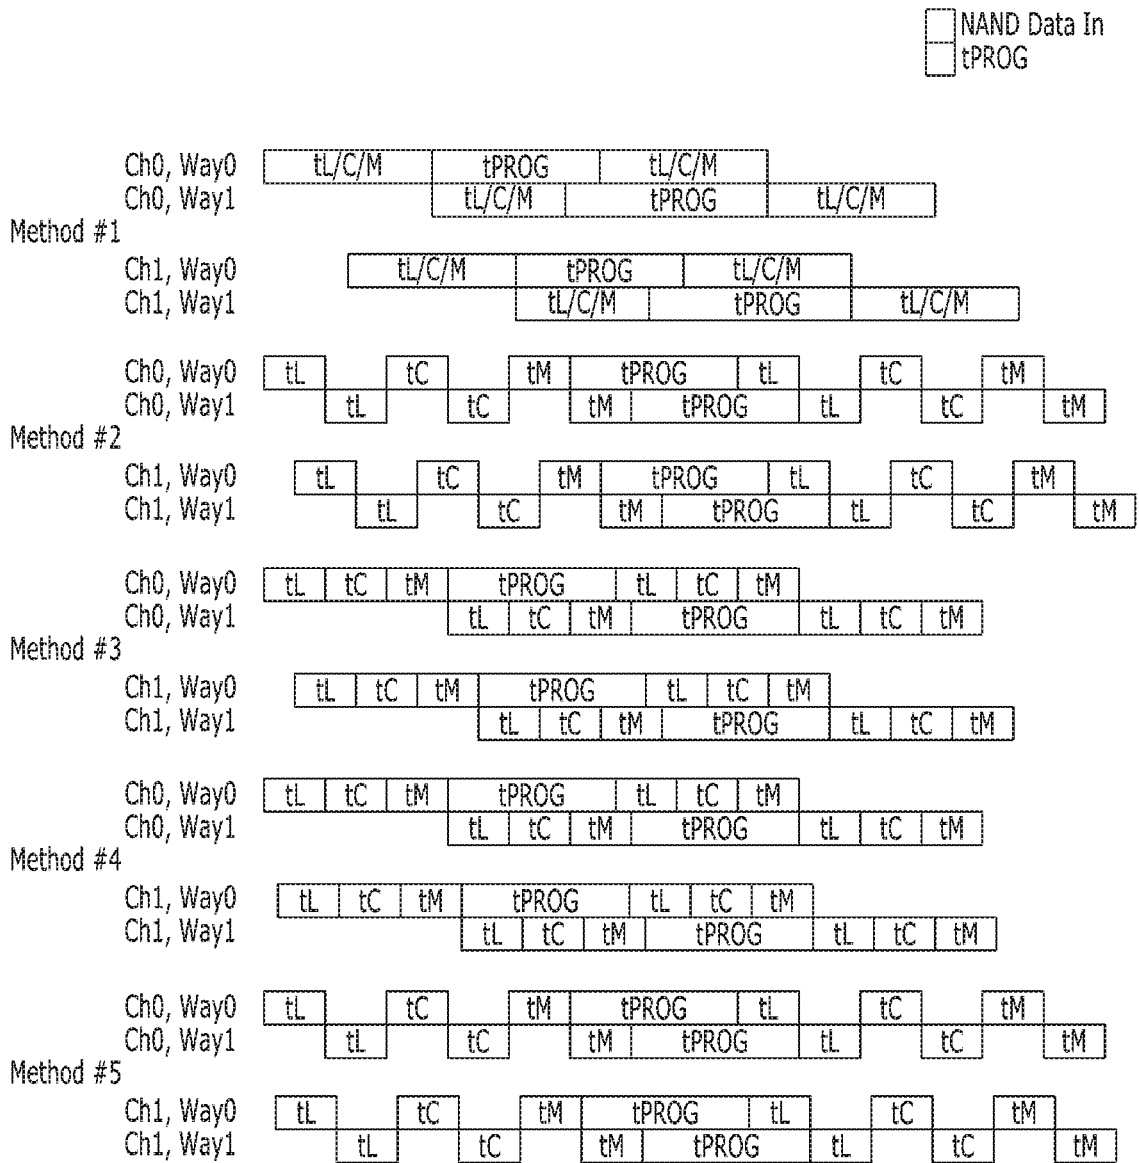 NAND Data In
tPROG
Ch0, Way0 tL/C/M tPROG tL/C/M
Ch0, Way1 tL/C/M tPROG tL/C/M
Method #1
Ch1, Way0 tL/C/M tPROG tL/C/M
Ch1, Way1 tL/C/M tPROG tL/C/M
Ch0, Way0 tL tC tM tPROG tL tC tM
Ch0, Way1 tL tC tM tPROG tL tC tM
Method #2
Ch1, Way0 tL tC tM tPROG tL tC tM
Ch1, Way1 tL tC tM tPROG tL tC tM
Ch0, Way0 tL tC tM tPROG tL tC tM
Ch0, Way1 tL tC tM tPROG tL tC tM
Method #3
Ch1, Way0 tL tC tM tPROG tL tC tM
Ch1, Way1 tL tC tM tPROG tL tC tM
Ch0, Way0 tL tC tM tPROG tL tC tM
Ch0, Way1 tL tC tM tPROG tL tC tM
Method #4
Ch1, Way0 tL tC tM tPROG tL tC tM
Ch1, Way1 tL tC tM tPROG tL tC tM
Ch0, Way0 tL tC tM tPROG tL tC tM
Ch0, Way1 tL tC tM tPROG tL tC tM
Method #5
Ch1, Way0 tL tC tM tPROG tL tC tM
Ch1, Way1 tL tC tM tPROG tL tC tM